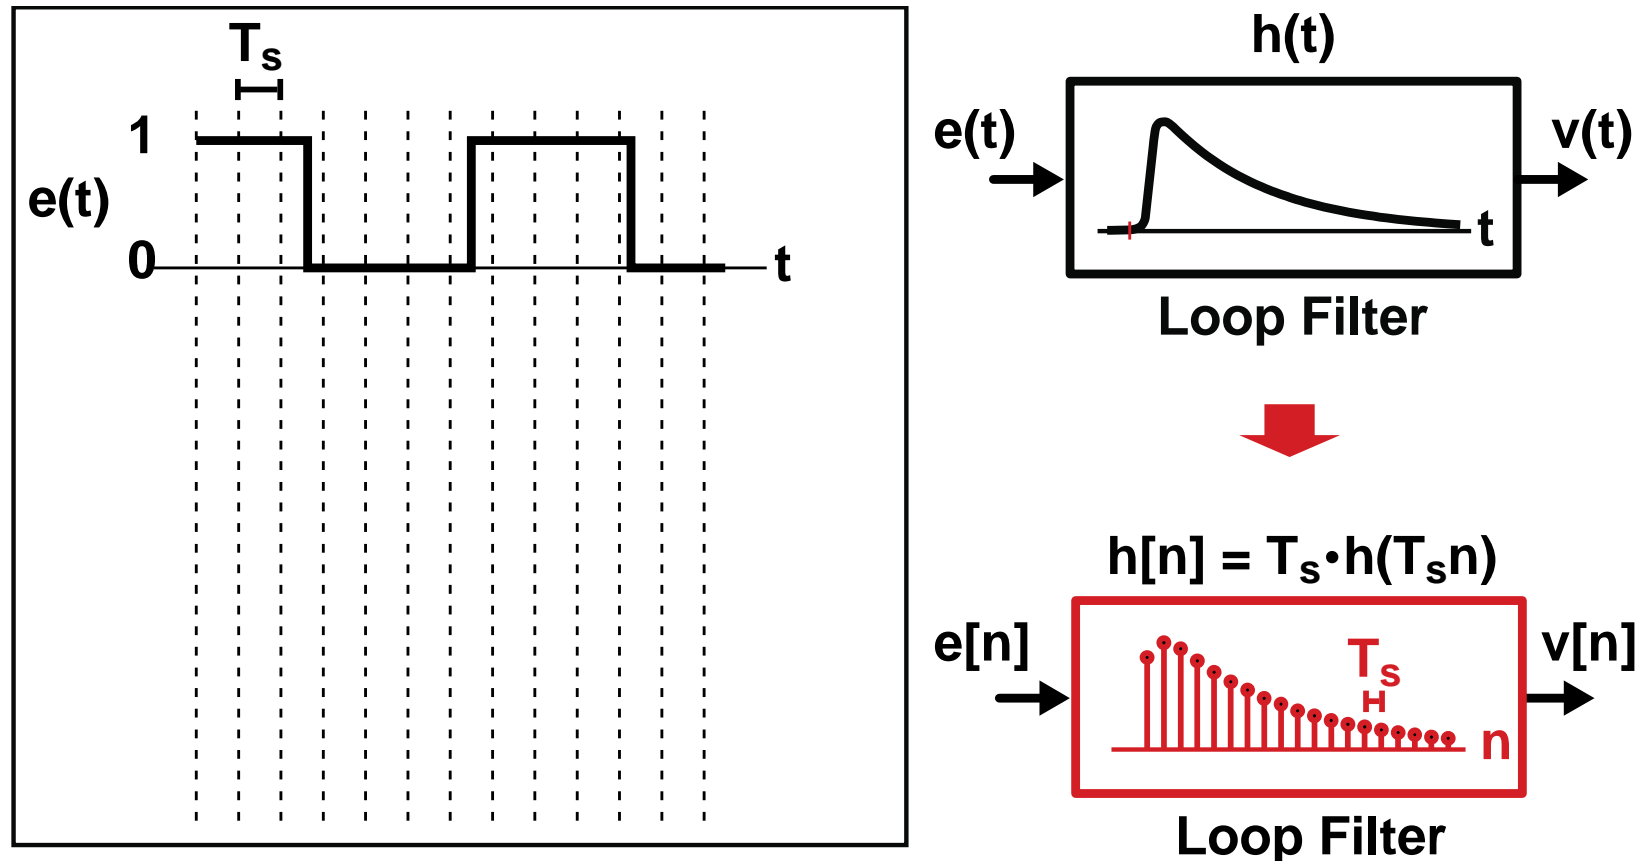 Ts
1
e(t)
0
t
h(t)
e(t)
v(t)
t
Loop Filter
h[n] = Ts·h(Tsn)
e[n]
v[n]
Ts
n
Loop Filter